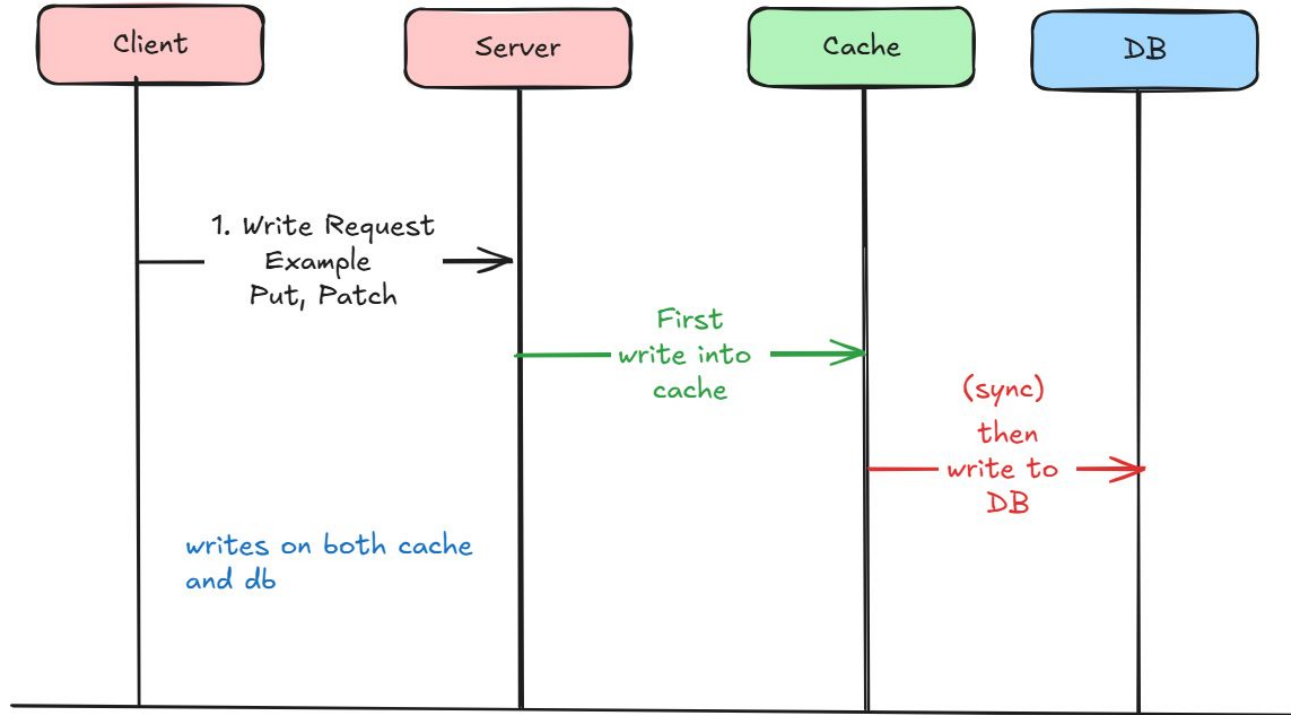 Client
Server
Cache
DB
1. Write Request
Example
Put, Patch
First
write into
cache
(sync)
then
write to
DB
writes on both cache
and db